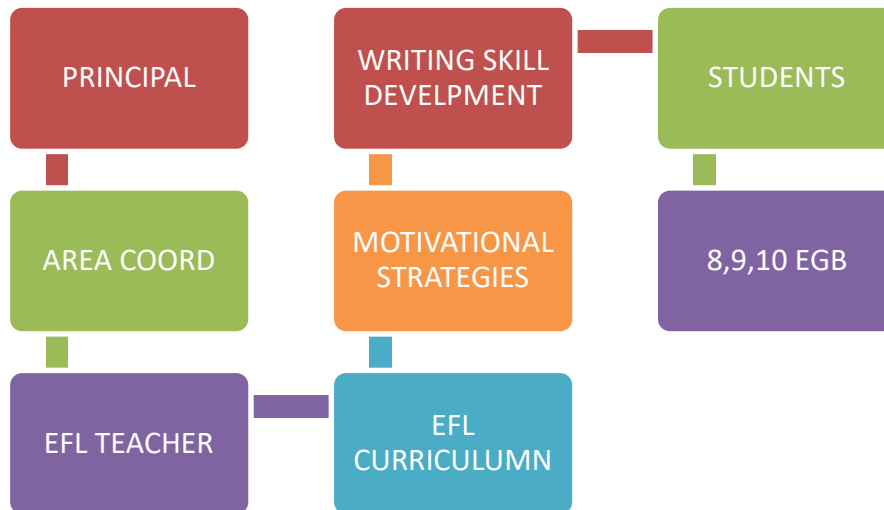 PRINCIPAL
AREA COORD
EFL TEACHER
EFL
CURRICULUMN
MOTIVATIONAL
STRATEGIES
WRITING SKILL
DEVELPMENT
STUDENTS
8,9,10 EGB